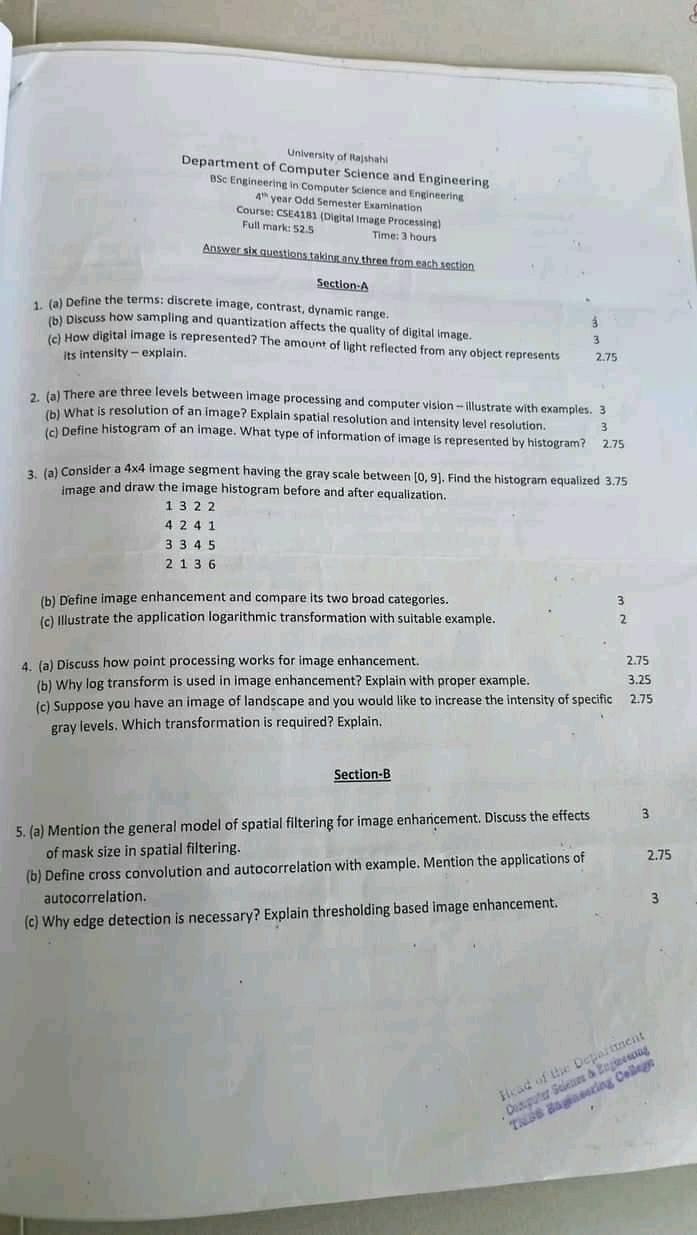 University of Rajshahi
Department of Computer Science and Engineering
BSc Engineering in Computer Science and Engineering
4th year Odd Semester Examination
Course: CSE4181 (Digital Image Processing)
Full mark: 52.5 Time: 3 hours
Answer six questions taking any three from each section
Section-A
1. (a) Define the terms: discrete image, contrast, dynamic range. 3
(b) Discuss how sampling and quantization affects the quality of digital image. 3
(c) How digital image is represented? The amount of light reflected from any object represents 2.75
its intensity – explain.
2. (a) There are three levels between image processing and computer vision – illustrate with examples. 3
(b) What is resolution of an image? Explain spatial resolution and intensity level resolution. 3
(c) Define histogram of an image. What type of information of image is represented by histogram? 2.75
3. (a) Consider a 4x4 image segment having the gray scale between [0, 9]. Find the histogram equalized 3.75
image and draw the image histogram before and after equalization.
1 3 2 2
4 2 4 1
3 3 4 5
2 1 3 6
(b) Define image enhancement and compare its two broad categories. 3
(c) Illustrate the application logarithmic transformation with suitable example. 2
4. (a) Discuss how point processing works for image enhancement. 2.75
(b) Why log transform is used in image enhancement? Explain with proper example. 3.25
(c) Suppose you have an image of landscape and you would like to increase the intensity of specific 2.75
gray levels. Which transformation is required? Explain.
Section-B
5. (a) Mention the general model of spatial filtering for image enhancement. Discuss the effects 3
of mask size in spatial filtering.
(b) Define cross convolution and autocorrelation with example. Mention the applications of 2.75
autocorrelation.
(c) Why edge detection is necessary? Explain thresholding based image enhancement. 3
Head of the Department
Computer Science & Engineering
TMSS Engineering College